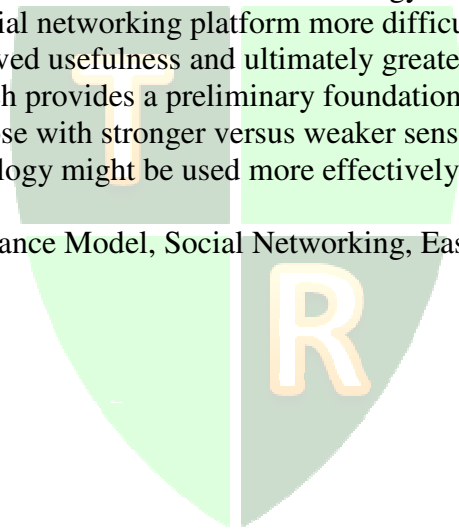 ial networking platform more difficu
ved usefulness and ultimately greate
h provides a preliminary foundation
se with stronger versus weaker sens
logy might be used more effectively
ance Model, Social Networking, Eas
T
R